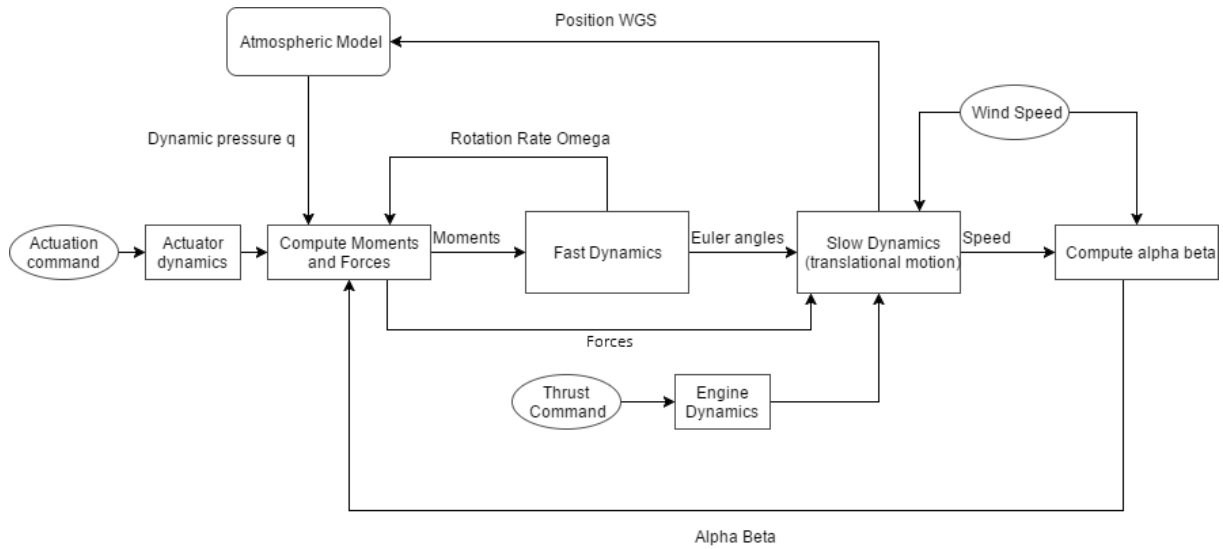 Position WGS
Atmospheric Model
Wind Speed
Dynamic pressure q
Rotation Rate Omega
Actuation
command
Actuator
dynamics
Compute Moments
and Forces
Moments
Fast Dynamics
Euler angles
Slow Dynamics
(translational motion)
Speed
Compute alpha beta
Forces
Thrust
Command
Engine
Dynamics
Alpha Beta